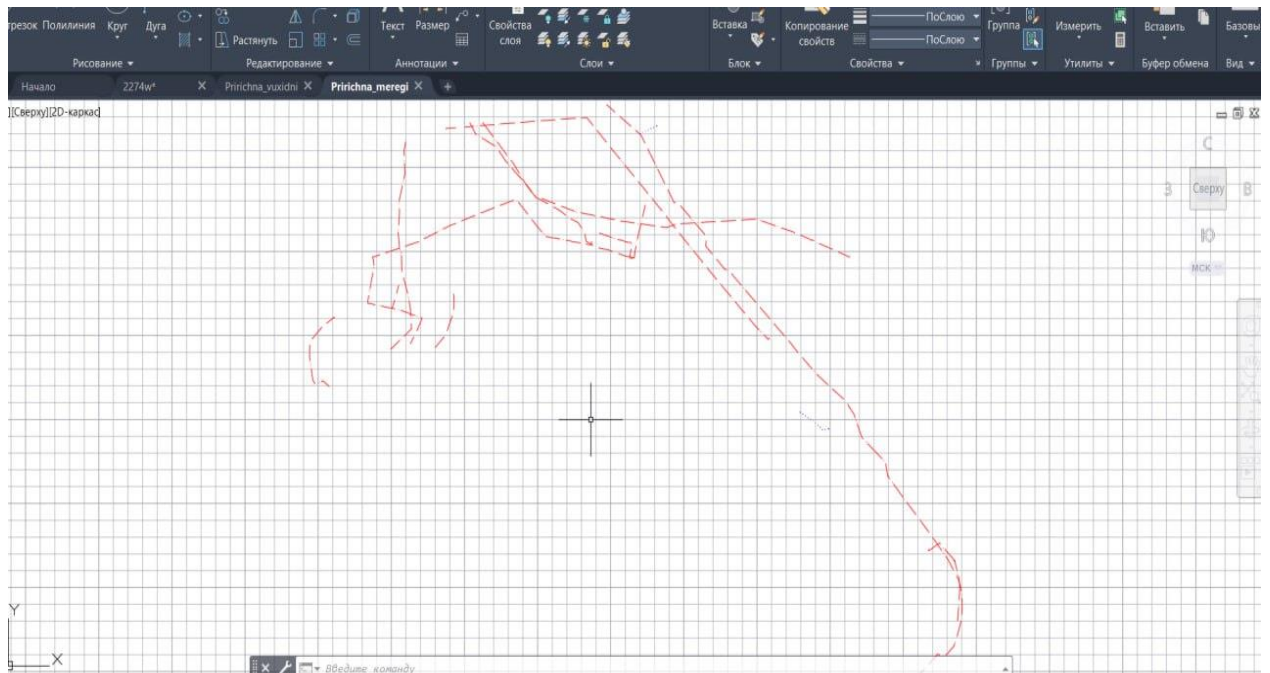 Полилиния Круг Дуга Текст Размер Свойства слоя Вставка Копирование свойств ПоСлою Группа Измерить Вставить
Растянуть ПоСлою
Рисование Редактирование Аннотации Слои Блок Свойства Группы Утилиты Буфер обмена Вид
Начало 2274w* Pririchna_vuxidni Pririchna_meregi
][Сверху][2D-каркас]
С
З Сверху В
Ю
МСК
Y
X
Введите команду